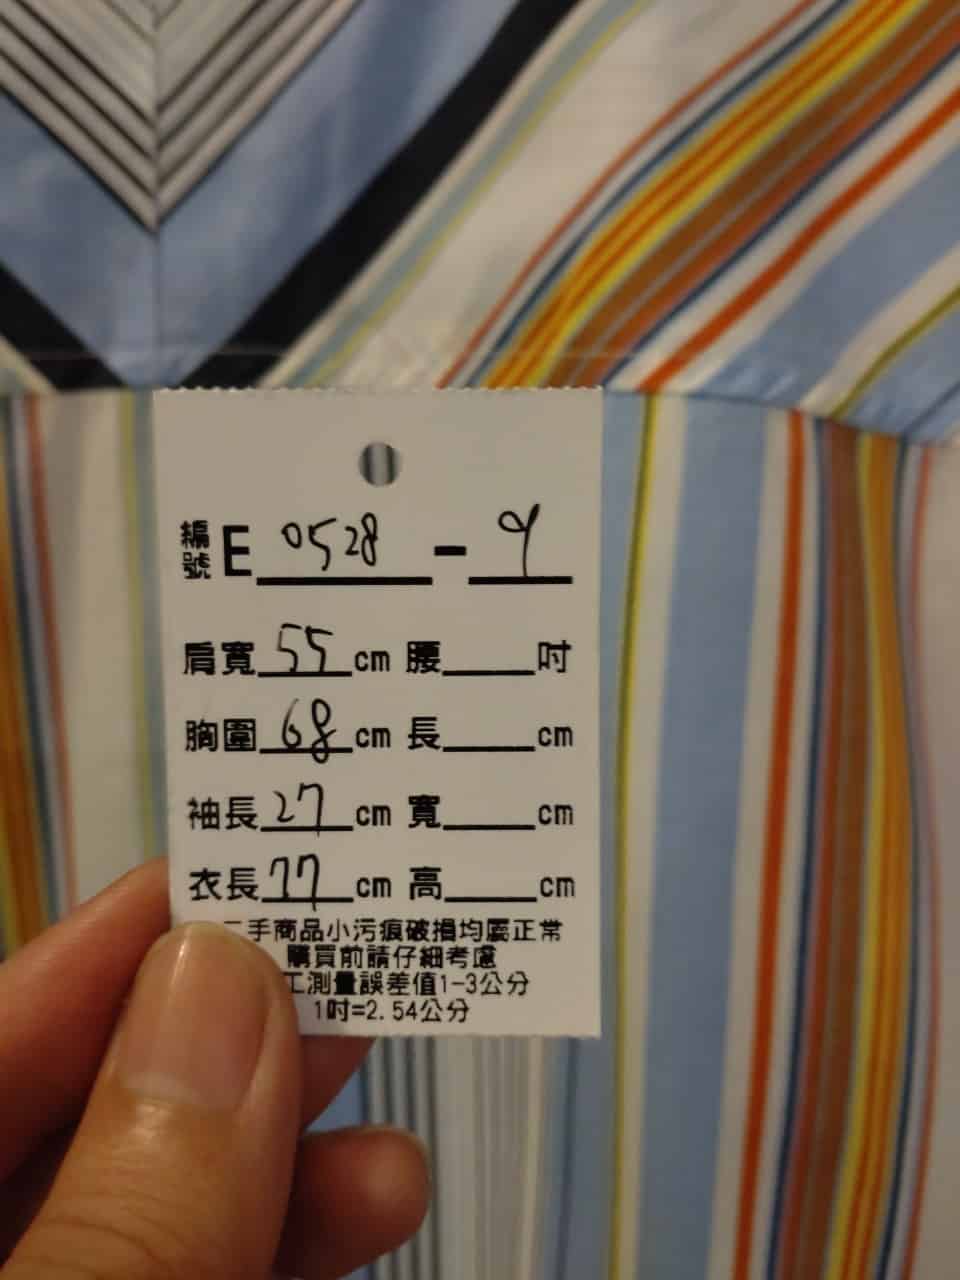 編號 E 0528 - 9
肩寬 55 cm 腰 吋
胸圍 68 cm 長 cm
袖長 27 cm 寬 cm
衣長 77 cm 高 cm
二手商品小污痕破損均屬正常
購買前請仔細考慮
工測量誤差值1-3公分
1吋=2.54公分